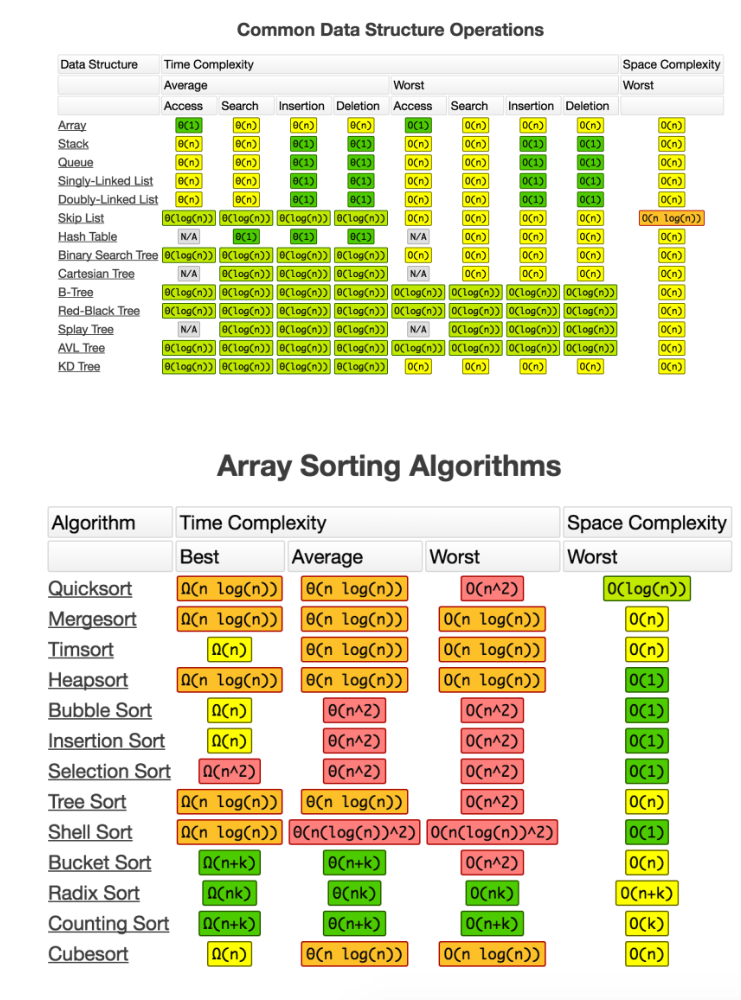 Common Data Structure Operations
Data Structure Time Complexity Space Complexity
Average Worst Worst
Access Search Insertion Deletion Access Search Insertion Deletion
Array Θ(1) Θ(n) Θ(n) Θ(n) O(1) O(n) O(n) O(n) O(n)
Stack Θ(n) Θ(n) Θ(1) Θ(1) O(n) O(n) O(1) O(1) O(n)
Queue Θ(n) Θ(n) Θ(1) Θ(1) O(n) O(n) O(1) O(1) O(n)
Singly-Linked List Θ(n) Θ(n) Θ(1) Θ(1) O(n) O(n) O(1) O(1) O(n)
Doubly-Linked List Θ(n) Θ(n) Θ(1) Θ(1) O(n) O(n) O(1) O(1) O(n)
Skip List Θ(log(n)) Θ(log(n)) Θ(log(n)) Θ(log(n)) O(n) O(n) O(n) O(n) O(n log(n))
Hash Table N/A Θ(1) Θ(1) Θ(1) N/A O(n) O(n) O(n) O(n)
Binary Search Tree Θ(log(n)) Θ(log(n)) Θ(log(n)) Θ(log(n)) O(n) O(n) O(n) O(n) O(n)
Cartesian Tree N/A Θ(log(n)) Θ(log(n)) Θ(log(n)) N/A O(n) O(n) O(n) O(n)
B-Tree Θ(log(n)) Θ(log(n)) Θ(log(n)) Θ(log(n)) O(log(n)) O(log(n)) O(log(n)) O(log(n)) O(n)
Red-Black Tree Θ(log(n)) Θ(log(n)) Θ(log(n)) Θ(log(n)) O(log(n)) O(log(n)) O(log(n)) O(log(n)) O(n)
Splay Tree N/A Θ(log(n)) Θ(log(n)) Θ(log(n)) N/A O(log(n)) O(log(n)) O(log(n)) O(n)
AVL Tree Θ(log(n)) Θ(log(n)) Θ(log(n)) Θ(log(n)) O(log(n)) O(log(n)) O(log(n)) O(log(n)) O(n)
KD Tree Θ(log(n)) Θ(log(n)) Θ(log(n)) Θ(log(n)) O(n) O(n) O(n) O(n) O(n)
Array Sorting Algorithms
Algorithm Time Complexity Space Complexity
Best Average Worst Worst
Quicksort Ω(n log(n)) Θ(n log(n)) O(n^2) O(log(n))
Mergesort Ω(n log(n)) Θ(n log(n)) O(n log(n)) O(n)
Timsort Ω(n) Θ(n log(n)) O(n log(n)) O(n)
Heapsort Ω(n log(n)) Θ(n log(n)) O(n log(n)) O(1)
Bubble Sort Ω(n) Θ(n^2) O(n^2) O(1)
Insertion Sort Ω(n) Θ(n^2) O(n^2) O(1)
Selection Sort Ω(n^2) Θ(n^2) O(n^2) O(1)
Tree Sort Ω(n log(n)) Θ(n log(n)) O(n^2) O(n)
Shell Sort Ω(n log(n)) Θ(n(log(n))^2) O(n(log(n))^2) O(1)
Bucket Sort Ω(n+k) Θ(n+k) O(n^2) O(n)
Radix Sort Ω(nk) Θ(nk) O(nk) O(n+k)
Counting Sort Ω(n+k) Θ(n+k) O(n+k) O(k)
Cubesort Ω(n) Θ(n log(n)) O(n log(n)) O(n)